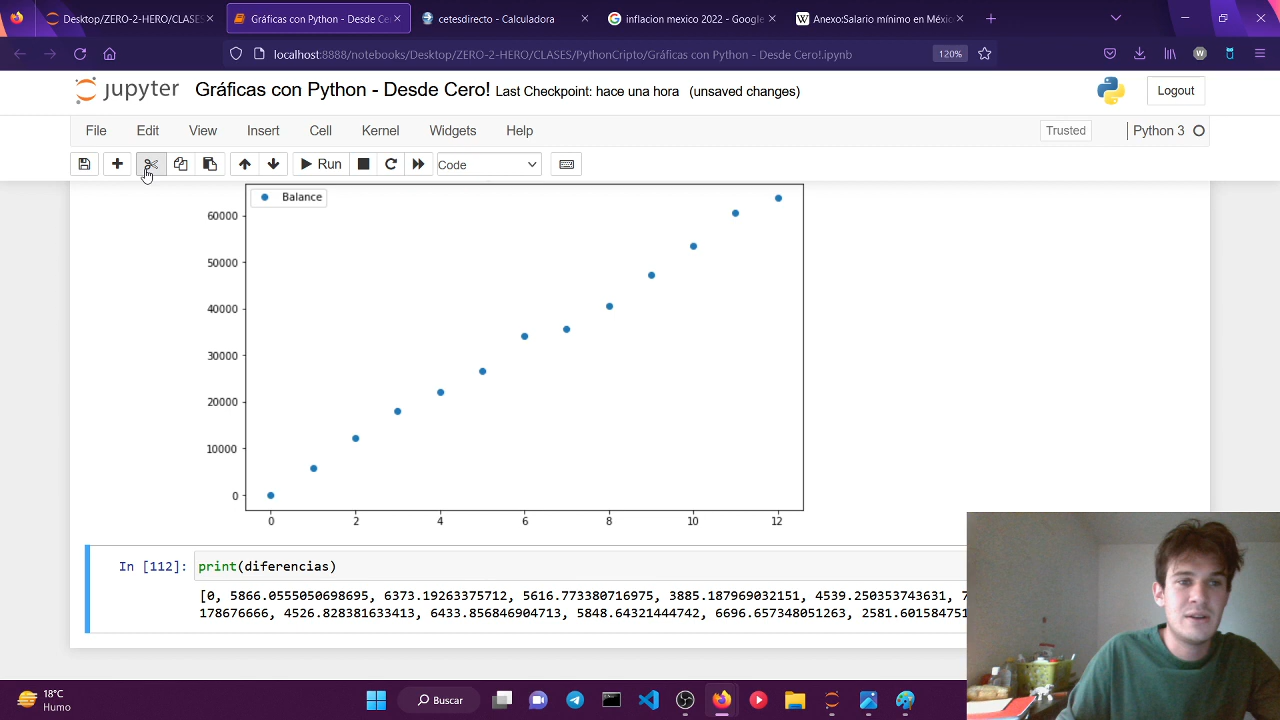 Desktop/ZERO-2-HERO/CLASES
Gráficas con Python - Desde Ce
Desconocido - Calculadora
inflacion mexico 2022 - Google
Anexo:Salario mínimo en Méxic
localhost:8888/notebooks/Desktop/ZERO-2-HERO/CLASES/PythonCripto/Gráficas con Python - Desde Cero!.ipynb
120%
jupyter Gráficas con Python - Desde Cero! Last Checkpoint: hace una hora (unsaved changes)
Logout
File Edit View Insert Cell Kernel Widgets Help
Trusted
Python 3
Run
Code
Balance
60000
50000
40000
30000
20000
10000
0
0 2 4 6 8 10 12
In [112]: print(diferencias)
[0, 5866.0555050698695, 6373.19263375732, 5616.773380716975, 3885.187969032151, 4539.250353743631, 7
178676666, 4526.828381633413, 6433.856846904713, 5848.64321444742, 6696.657348051263, 2581.601584751
18°C
Humo
Buscar